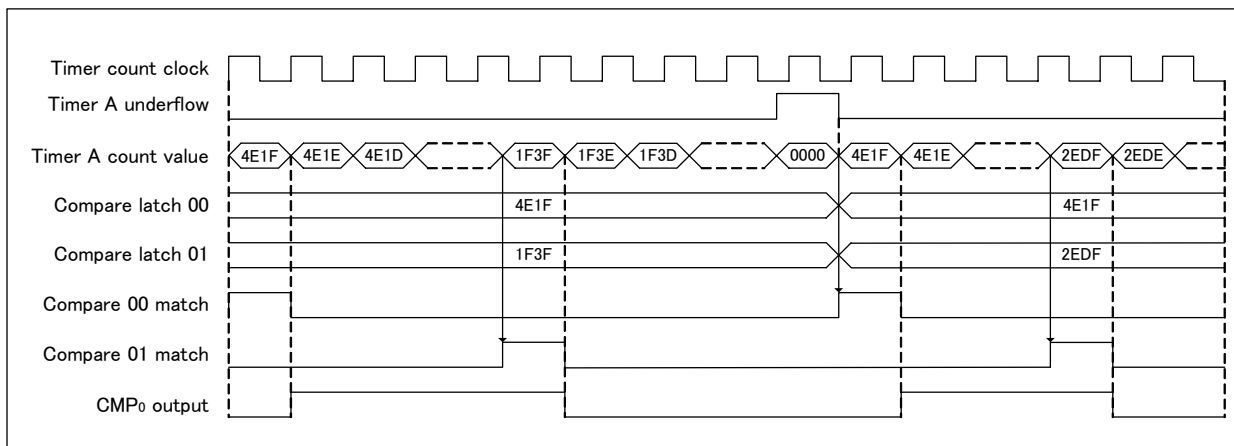 Timer count clock
Timer A underflow
Timer A count value 4E1F 4E1E 4E1D 1F3F 1F3E 1F3D 0000 4E1F 4E1E 2EDF 2EDE
Compare latch 00 4E1F 4E1F
Compare latch 01 1F3F 2EDF
Compare 00 match
Compare 01 match
CMP₀ output